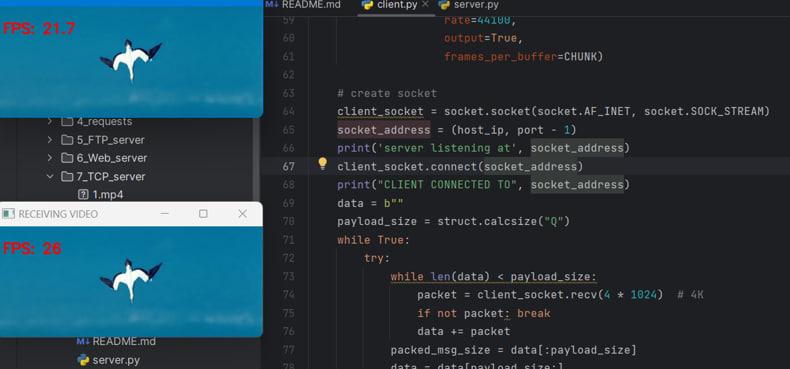 README.md
client.py
server.py
FPS: 21.7
4_requests
5_FTP_server
6_Web_server
7_TCP_server
1.mp4
RECEIVING VIDEO
FPS: 26
README.md
server.py
59 rate=44100,
60 output=True,
61 frames_per_buffer=CHUNK)
62
63 # create socket
64 client_socket = socket.socket(socket.AF_INET, socket.SOCK_STREAM)
65 socket_address = (host_ip, port - 1)
66 print('server listening at', socket_address)
67 client_socket.connect(socket_address)
68 print("CLIENT CONNECTED TO", socket_address)
69 data = b""
70 payload_size = struct.calcsize("Q")
71 while True:
72 try:
73 while len(data) < payload_size:
74 packet = client_socket.recv(4 * 1024) # 4K
75 if not packet: break
76 data += packet
77 packed_msg_size = data[:payload_size]
78 data = data[payload_size:]